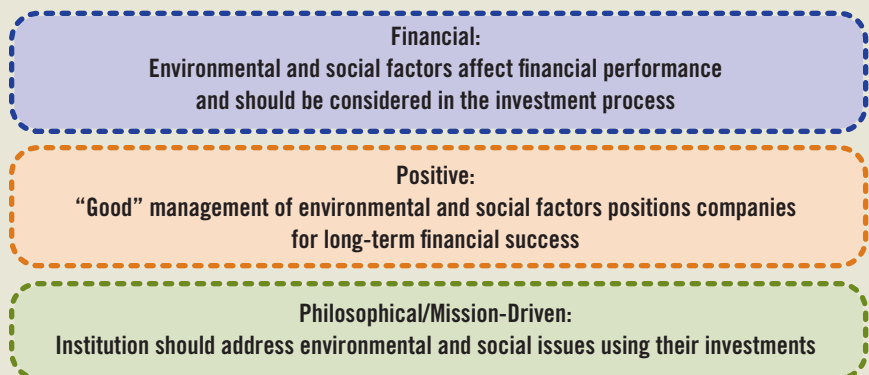 Financial:
Environmental and social factors affect financial performance
and should be considered in the investment process
Positive:
“Good” management of environmental and social factors positions companies
for long-term financial success
Philosophical/Mission-Driven:
Institution should address environmental and social issues using their investments